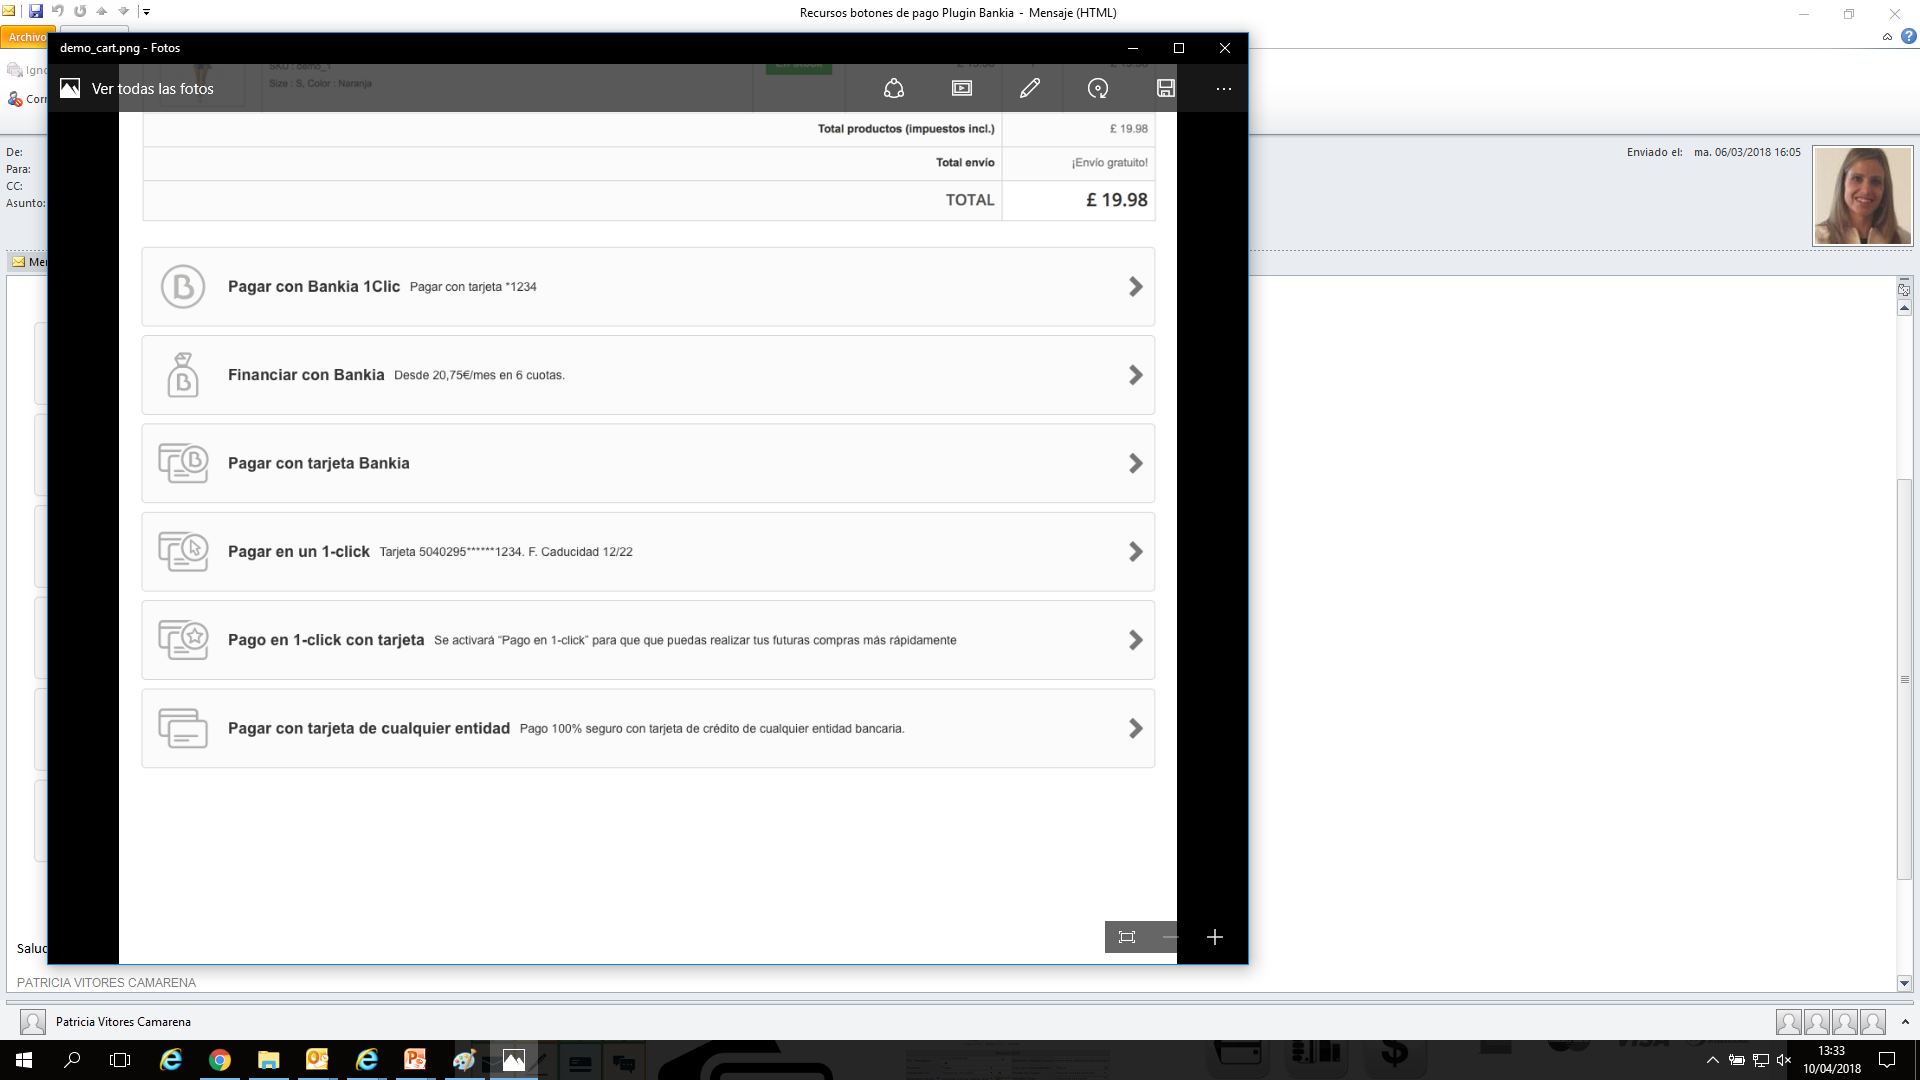 Recursos botones de pago Plugin Bankia - Mensaje (HTML)
Archivo
demo_cart.png - Fotos
Ver todas las fotos
SKU : demo_1
Size : S, Color : Naranja
Corr
De:
Para:
CC:
Asunto:
Enviado el: ma. 06/03/2018 16:05
Total productos (impuestos incl.) £ 19.98
Total envío ¡Envío gratuito!
TOTAL £ 19.98
Pagar con Bankia 1Clic Pagar con tarjeta *1234
Financiar con Bankia Desde 20,75€/mes en 6 cuotas.
Pagar con tarjeta Bankia
Pagar en un 1-click Tarjeta 5040295******1234. F. Caducidad 12/22
Pago en 1-click con tarjeta Se activará "Pago en 1-click" para que que puedas realizar tus futuras compras más rápidamente
Pagar con tarjeta de cualquier entidad Pago 100% seguro con tarjeta de crédito de cualquier entidad bancaria.
Salud
PATRICIA VITORES CAMARENA
Patricia Vitores Camarena
13:33
10/04/2018